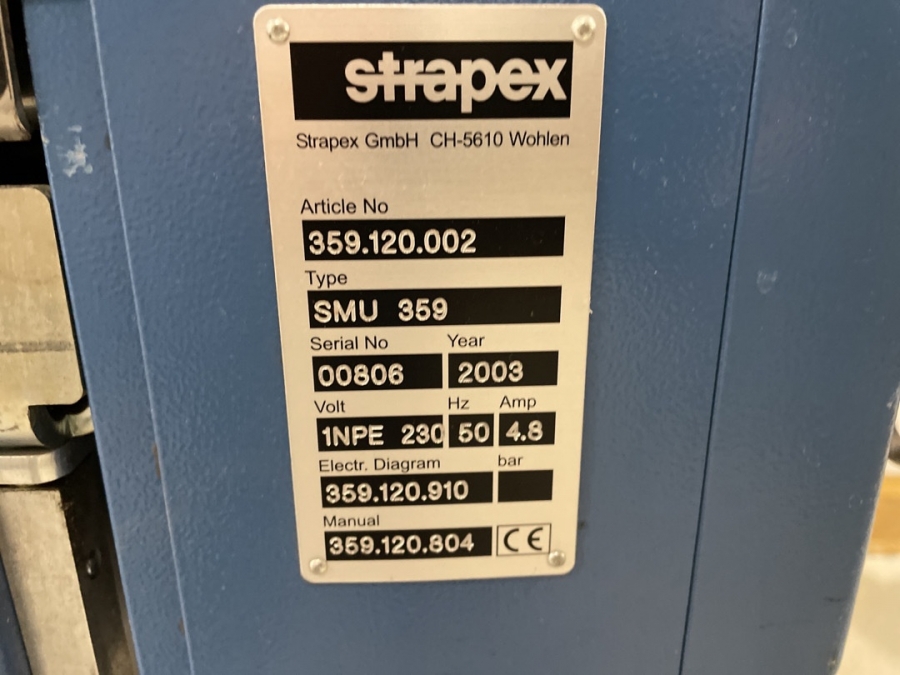 strapex
Strapex GmbH CH-5610 Wohlen
Article No
359.120.002
Type
SMU 359
Serial No Year
00806 2003
Volt Hz Amp
1NPE 230 50 4.8
Electr. Diagram bar
359.120.910
Manual
359.120.804 CE